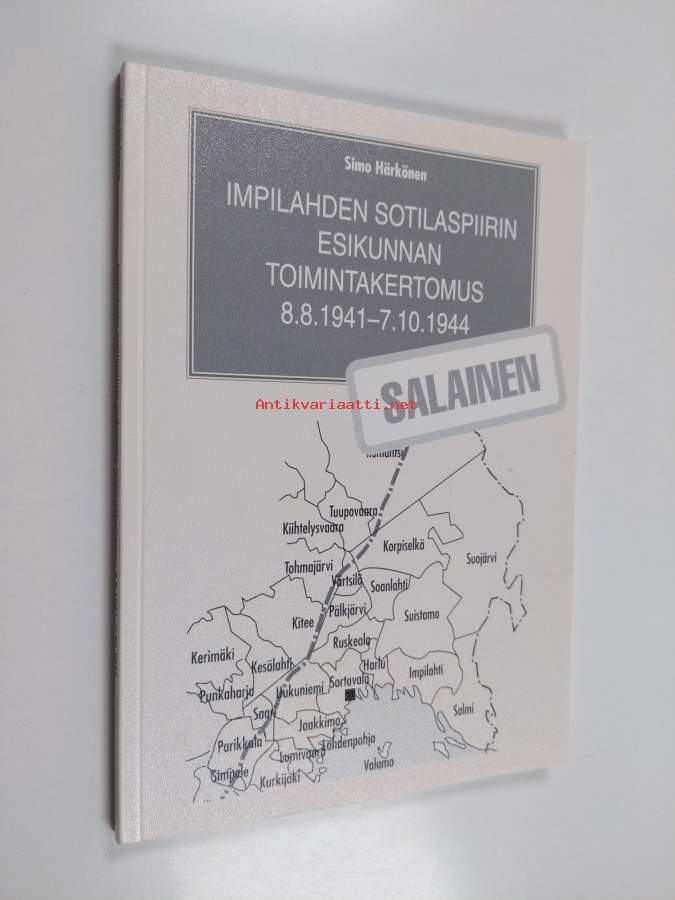 Simo Härkönen
IMPILAHDEN SOTILASPIIRIN
ESIKUNNAN
TOIMINTAKERTOMUS
8.8.1941–7.10.1944
SALAINEN
Antikvariaatti.net
Tuupovaara
Kiihtelysvaara
Korpiselkä
Suojärvi
Tohmajärvi
Värtsilä
Soanlahti
Pälkjärvi
Suistamo
Kitee
Ruskeala
Kerimäki
Kesälahti
Harlu
Impilahti
Sortavala
Punkaharju
Uukuniemi
Saari
Salmi
Jaakkima
Parikkala
Lahdenpohja
Lumivaara
Valamo
Simpele
Kurkijoki